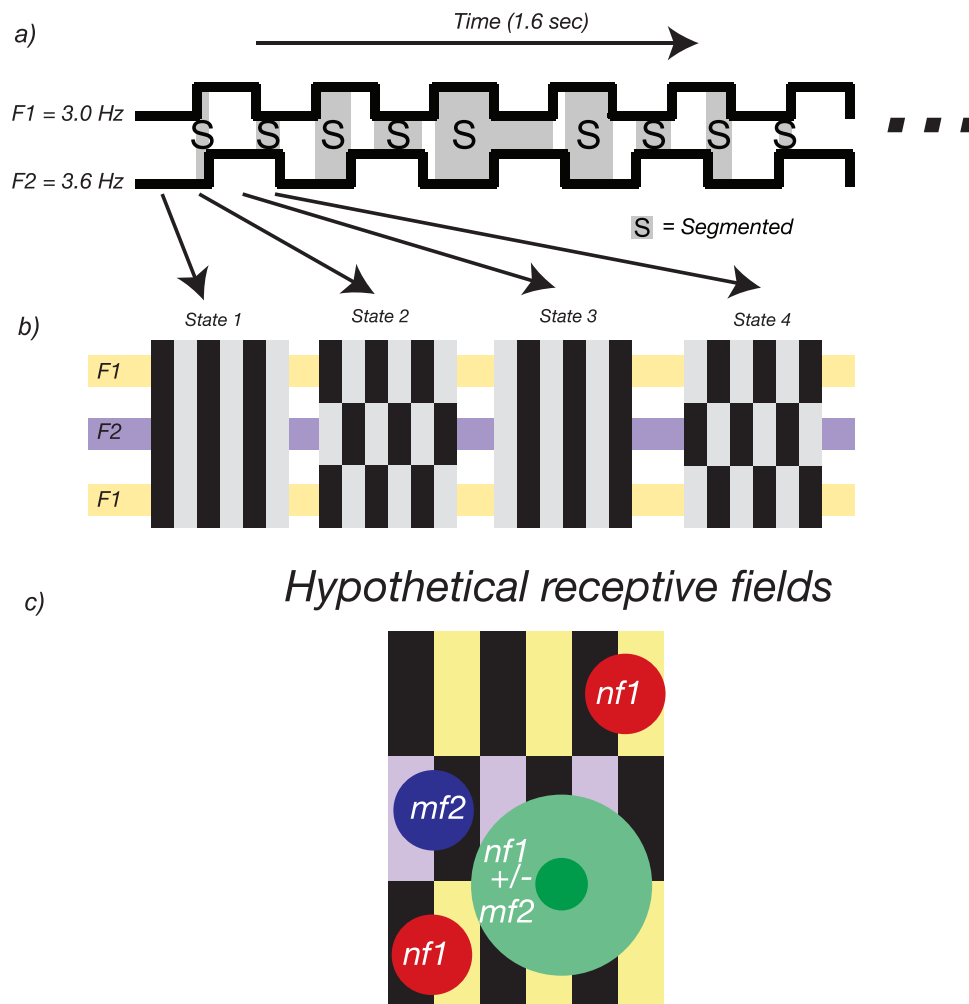 a)
Time (1.6 sec)
F1 = 3.0 Hz
S S S S S S S S S
F2 = 3.6 Hz
S = Segmented
b)
State 1 State 2 State 3 State 4
F1
F2
F1
Hypothetical receptive fields
c)
nf1
mf2
nf1
+/-
mf2
nf1